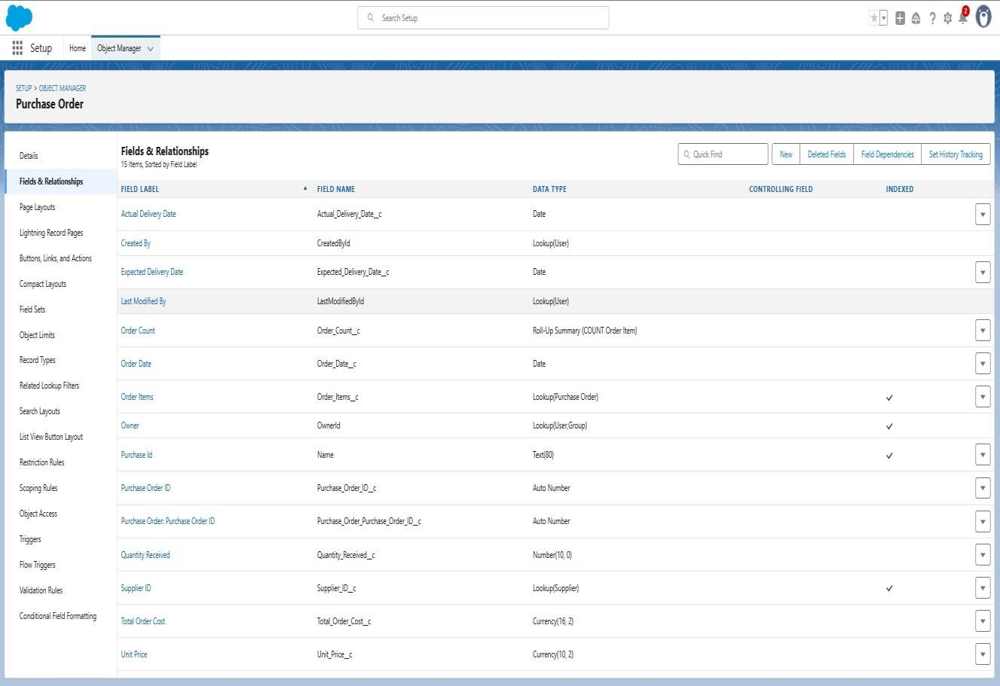 Search Setup
2
Setup
Home
Object Manager
SETUP > OBJECT MANAGER
Purchase Order
Details
Fields & Relationships
Page Layouts
Lightning Record Pages
Buttons, Links, and Actions
Compact Layouts
Field Sets
Object Limits
Record Types
Related Lookup Filters
Search Layouts
List View Button Layout
Restriction Rules
Scoping Rules
Object Access
Triggers
Flow Triggers
Validation Rules
Conditional Field Formatting
Fields & Relationships
15 Items, Sorted by Field Label
Quick Find
New
Deleted Fields
Field Dependencies
Set History Tracking
FIELD LABEL FIELD NAME DATA TYPE CONTROLLING FIELD INDEXED
Actual Delivery Date Actual_Delivery_Date__c Date
Created By CreatedById Lookup(User)
Expected Delivery Date Expected_Delivery_Date__c Date
Last Modified By LastModifiedById Lookup(User)
Order Count Order_Count__c Roll-Up Summary (COUNT Order Item)
Order Date Order_Date__c Date
Order Items Order_Items__c Lookup(Purchase Order) ✓
Owner OwnerId Lookup(User,Group) ✓
Purchase Id Name Text(80) ✓
Purchase Order ID Purchase_Order_ID__c Auto Number
Purchase Order: Purchase Order ID Purchase_Order_Purchase_Order_ID__c Auto Number
Quantity Received Quantity_Received__c Number(10, 0)
Supplier ID Supplier_ID__c Lookup(Supplier) ✓
Total Order Cost Total_Order_Cost__c Currency(16, 2)
Unit Price Unit_Price__c Currency(10, 2)